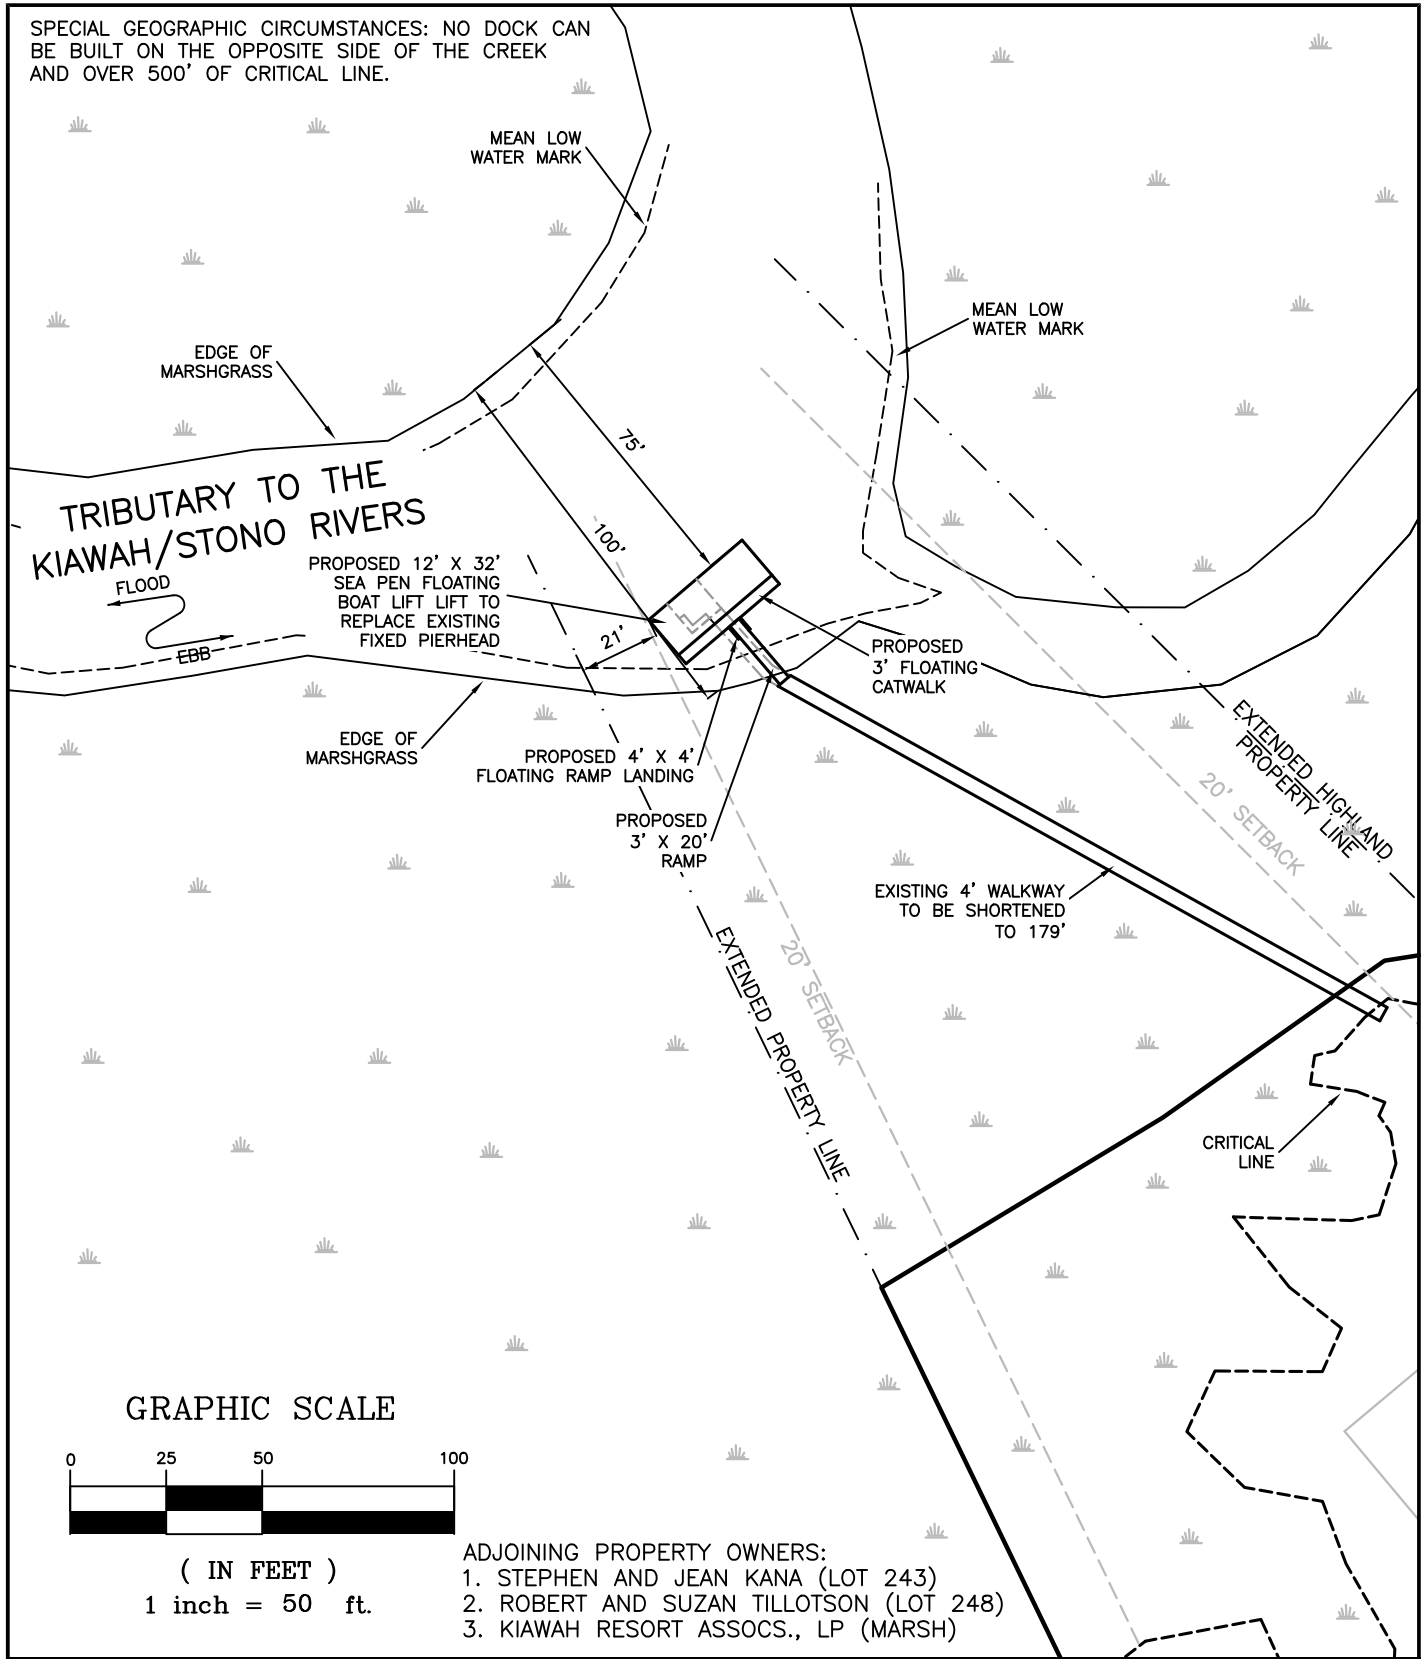 SPECIAL GEOGRAPHIC CIRCUMSTANCES: NO DOCK CAN
BE BUILT ON THE OPPOSITE SIDE OF THE CREEK
AND OVER 500' OF CRITICAL LINE.
MEAN LOW
WATER MARK
MEAN LOW
WATER MARK
EDGE OF
MARSHGRASS
75'
100'
TRIBUTARY TO THE
KIAWAH/STONO RIVERS
FLOOD
EBB
PROPOSED 12' X 32'
SEA PEN FLOATING
BOAT LIFT LIFT TO
REPLACE EXISTING
FIXED PIERHEAD
21'
PROPOSED
3' FLOATING
CATWALK
EDGE OF
MARSHGRASS
PROPOSED 4' X 4'
FLOATING RAMP LANDING
PROPOSED
3' X 20'
RAMP
EXTENDED HIGHLAND
PROPERTY LINE
20' SETBACK
EXISTING 4' WALKWAY
TO BE SHORTENED
TO 179'
EXTENDED PROPERTY LINE
20' SETBACK
CRITICAL
LINE
GRAPHIC SCALE
0 25 50 100
( IN FEET )
1 inch = 50 ft.
ADJOINING PROPERTY OWNERS:
1. STEPHEN AND JEAN KANA (LOT 243)
2. ROBERT AND SUZAN TILLOTSON (LOT 248)
3. KIAWAH RESORT ASSOCS., LP (MARSH)